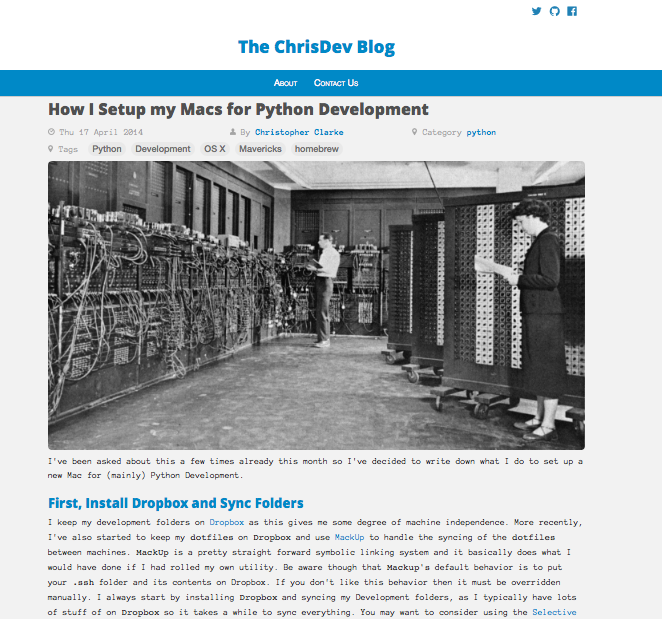 The ChrisDev Blog
About Contact Us
How I Setup my Macs for Python Development
Thu 17 April 2014 By Christopher Clarke Category python
Tags Python Development OS X Mavericks homebrew
I've been asked about this a few times already this month so I've decided to write down what I do to set up a
new Mac for (mainly) Python Development.
First, Install Dropbox and Sync Folders
I keep my development folders on Dropbox as this gives me some degree of machine independence. More recently,
I've also started to keep my dotfiles on Dropbox and use MackUp to handle the syncing of the dotfiles
between machines. MackUp is a pretty straight forward symbolic linking system and it basically does what I
would have done if I had rolled my own utility. Be aware though that Mackup's default behavior is to put
your .ssh folder and its contents on Dropbox. If you don't like this behavior then it must be overridden
manually. I always start by installing Dropbox and syncing my Development folders, as I typically have lots
of stuff of on Dropbox so it takes a while to sync everything. You may want to consider using the Selective